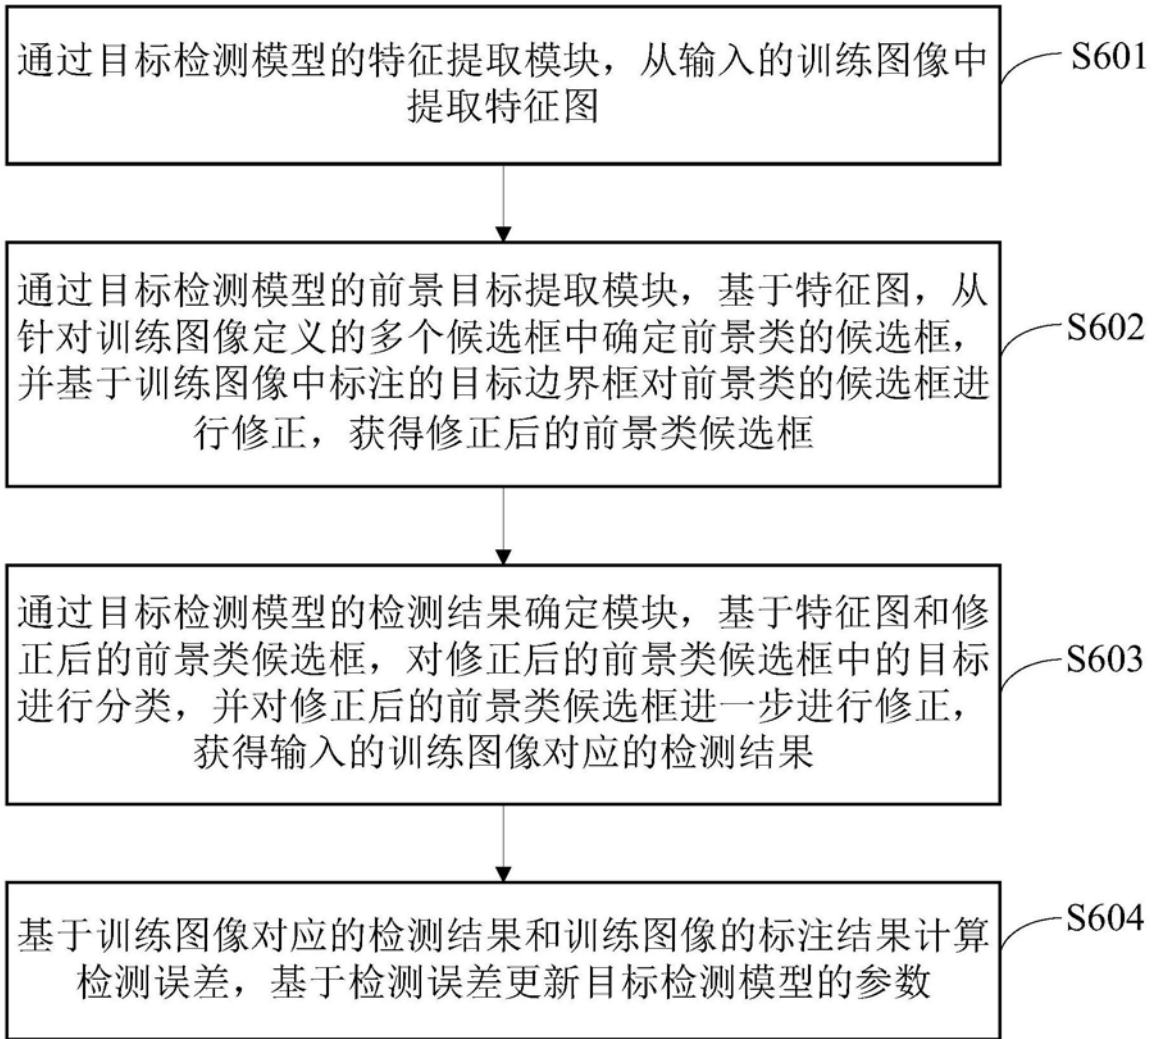 通过目标检测模型的特征提取模块，从输入的训练图像中
提取特征图
S601
通过目标检测模型的前景目标提取模块，基于特征图，从
针对训练图像定义的多个候选框中确定前景类的候选框，
并基于训练图像中标注的目标边界框对前景类的候选框进
行修正，获得修正后的前景类候选框
S602
通过目标检测模型的检测结果确定模块，基于特征图和修
正后的前景类候选框，对修正后的前景类候选框中的目标
进行分类，并对修正后的前景类候选框进一步进行修正，
获得输入的训练图像对应的检测结果
S603
基于训练图像对应的检测结果和训练图像的标注结果计算
检测误差，基于检测误差更新目标检测模型的参数
S604